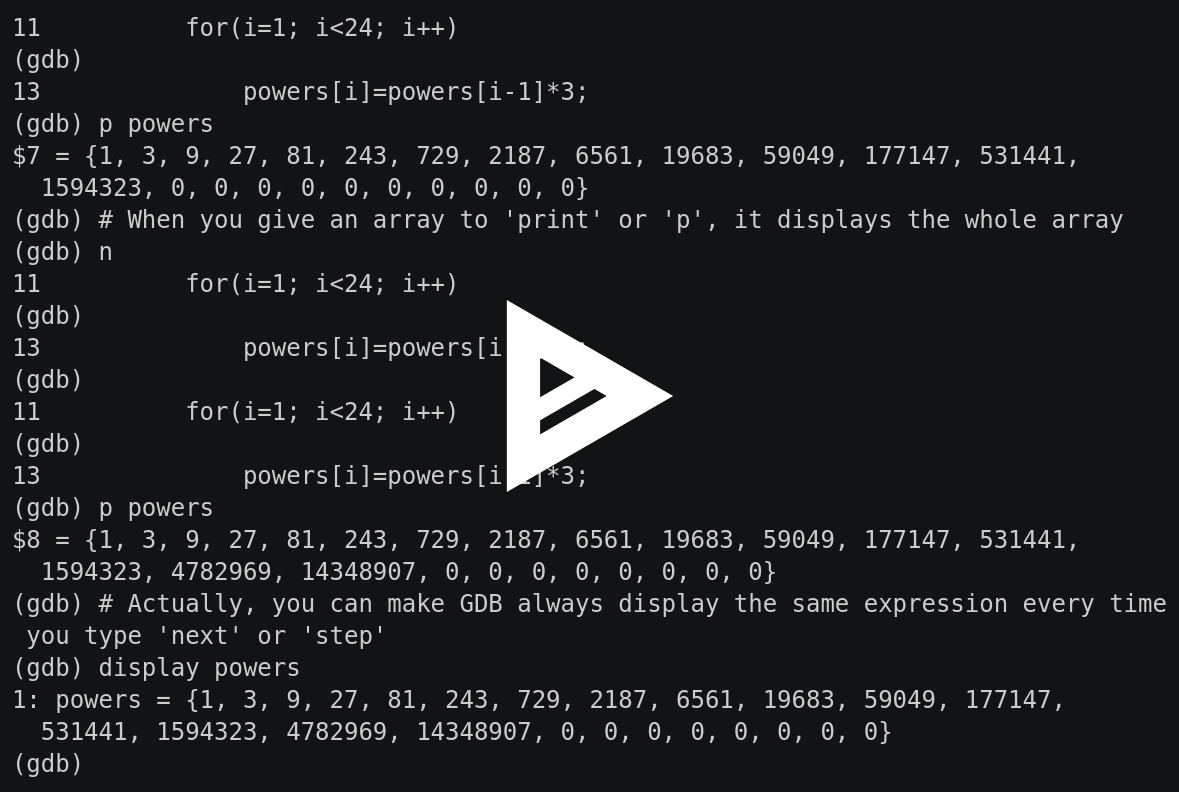 11          for(i=1; i<24; i++)
(gdb)
13              powers[i]=powers[i-1]*3;
(gdb) p powers
$7 = {1, 3, 9, 27, 81, 243, 729, 2187, 6561, 19683, 59049, 177147, 531441,
  1594323, 0, 0, 0, 0, 0, 0, 0, 0, 0, 0}
(gdb) # When you give an array to 'print' or 'p', it displays the whole array
(gdb) n
11          for(i=1; i<24; i++)
(gdb)
13              powers[i]=powers[i
(gdb)
11          for(i=1; i<24; i++)
(gdb)
13              powers[i]=powers[i ]*3;
(gdb) p powers
$8 = {1, 3, 9, 27, 81, 243, 729, 2187, 6561, 19683, 59049, 177147, 531441,
  1594323, 4782969, 14348907, 0, 0, 0, 0, 0, 0, 0, 0}
(gdb) # Actually, you can make GDB always display the same expression every time
 you type 'next' or 'step'
(gdb) display powers
1: powers = {1, 3, 9, 27, 81, 243, 729, 2187, 6561, 19683, 59049, 177147,
  531441, 1594323, 4782969, 14348907, 0, 0, 0, 0, 0, 0, 0, 0}
(gdb)